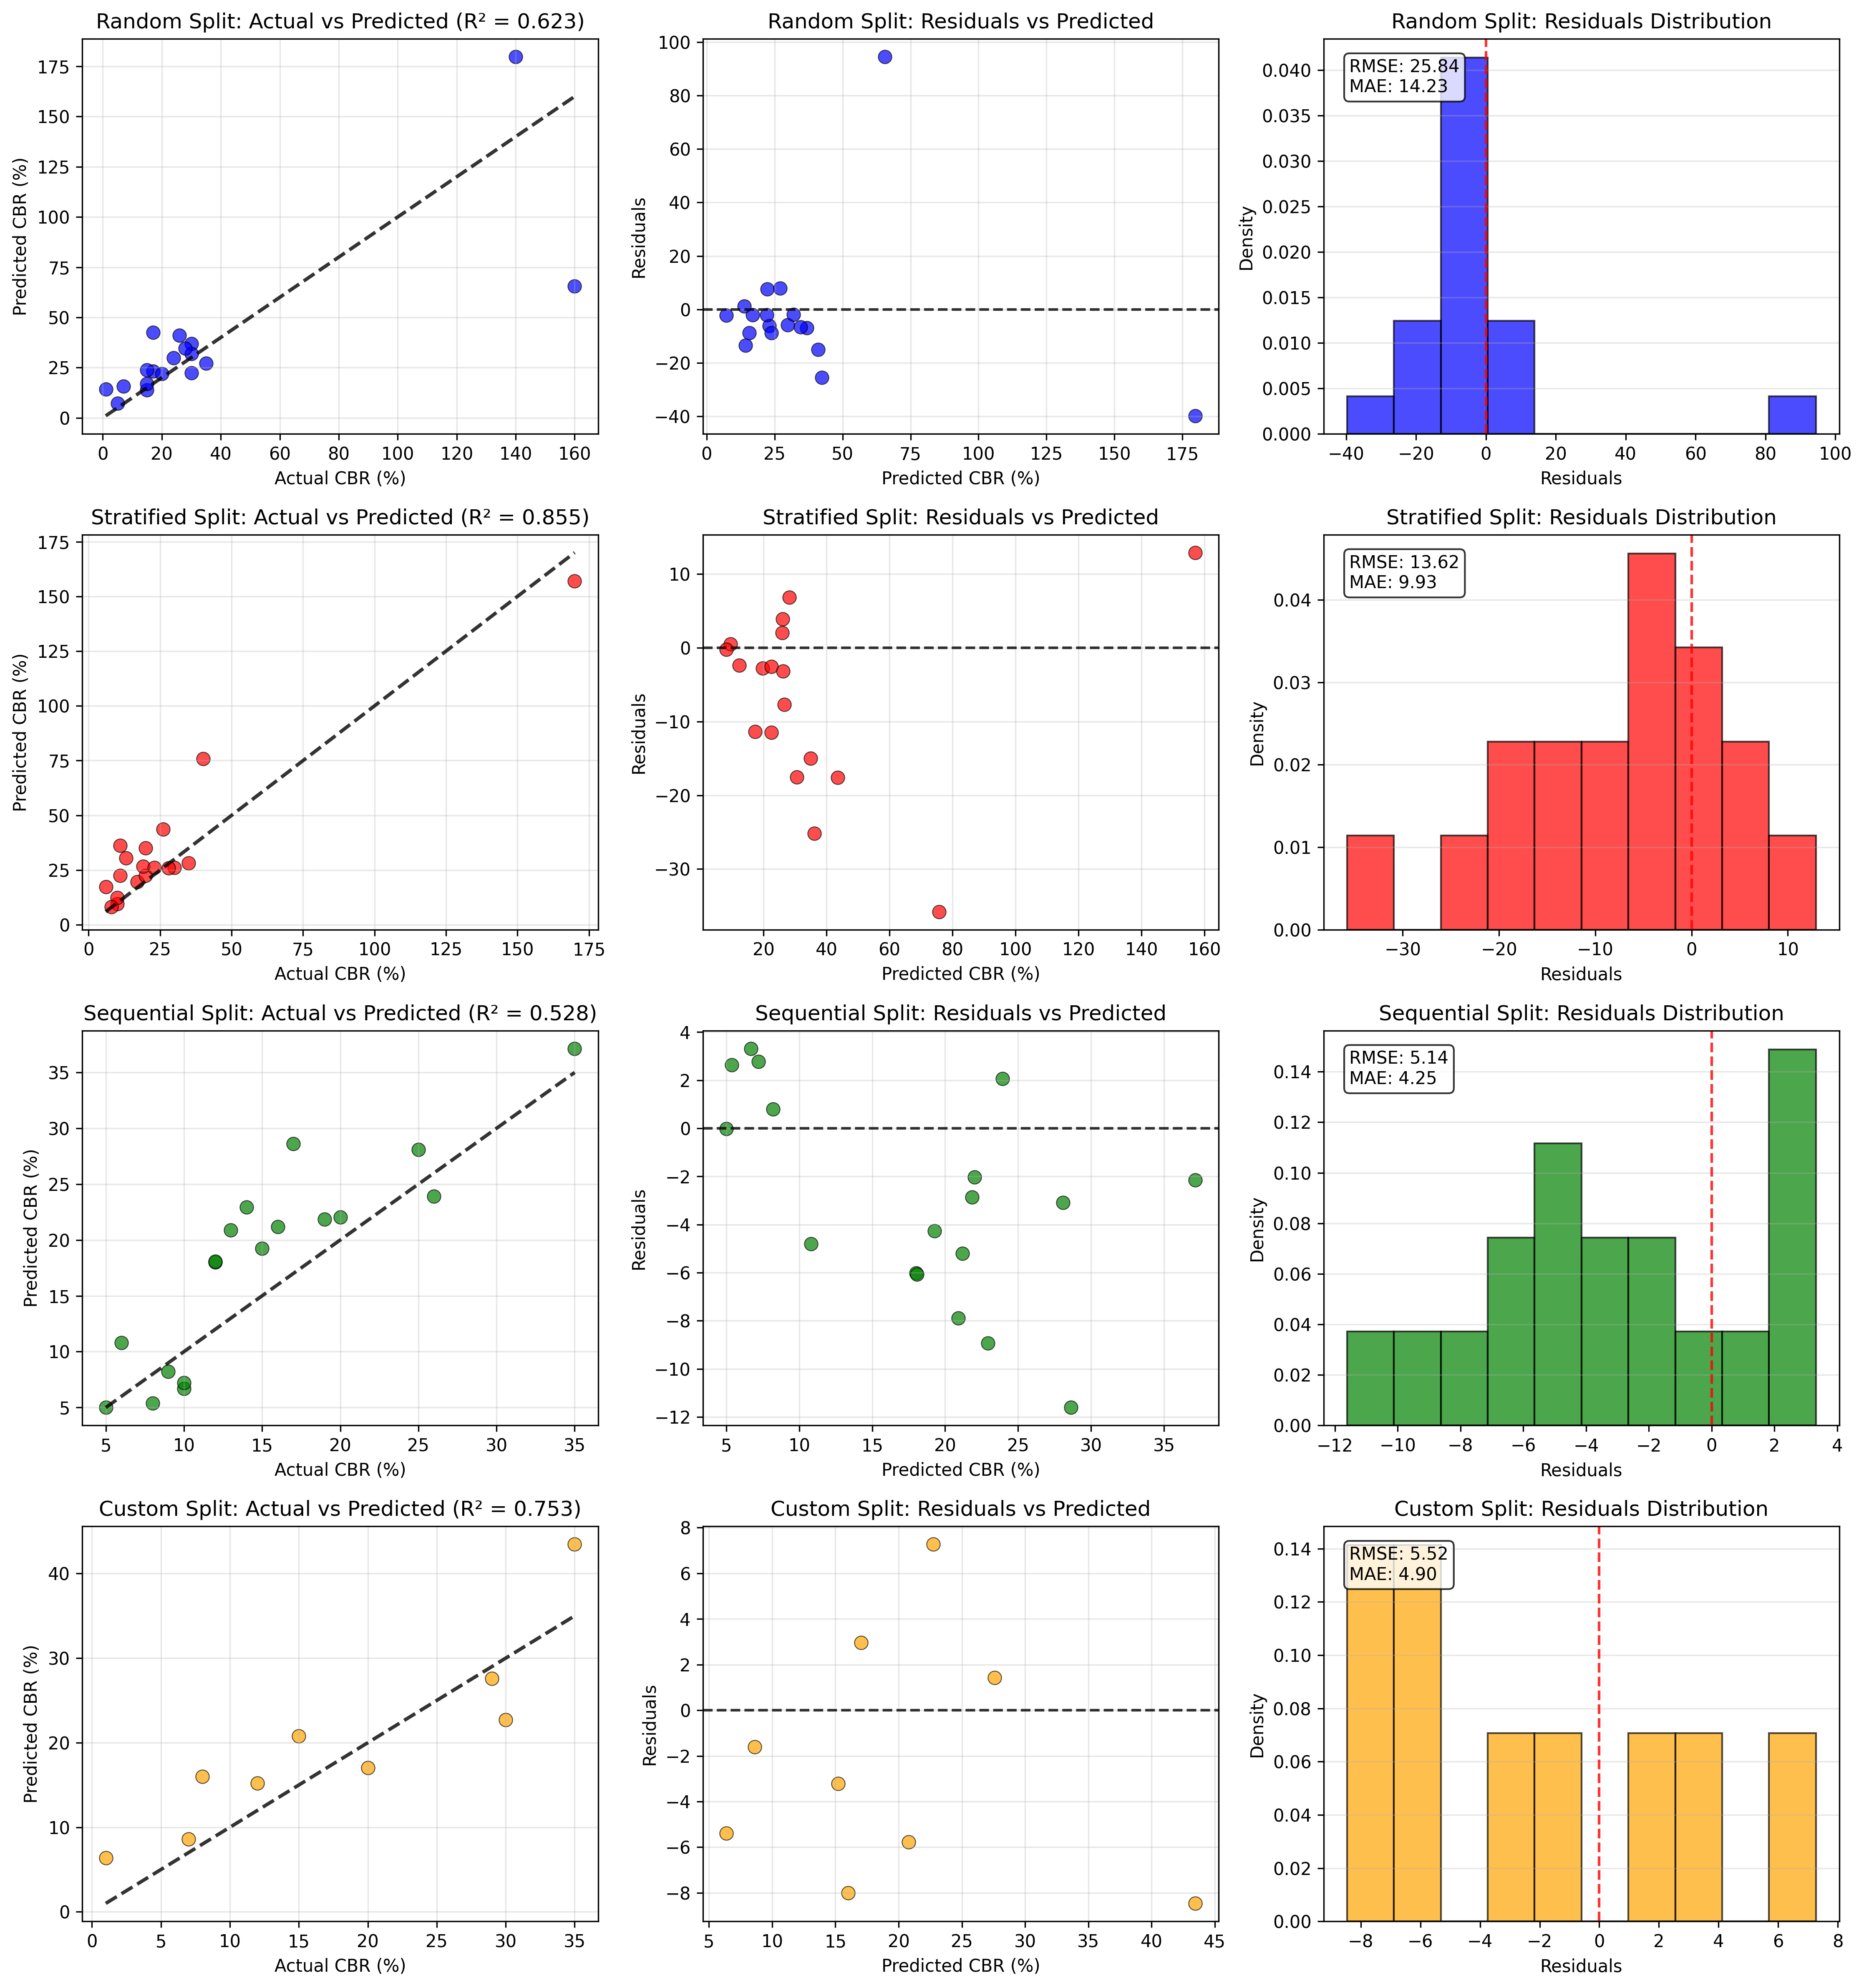 Random Split: Actual vs Predicted (R² = 0.623)
175
150
125
100
75
50
25
0
Predicted CBR (%)
0 20 40 60 80 100 120 140 160
Actual CBR (%)
Random Split: Residuals vs Predicted
100
80
60
40
20
0
−20
−40
Residuals
0 25 50 75 100 125 150 175
Predicted CBR (%)
Random Split: Residuals Distribution
RMSE: 25.84
MAE: 14.23
0.040
0.035
0.030
0.025
0.020
0.015
0.010
0.005
0.000
Density
−40 −20 0 20 40 60 80 100
Residuals
Stratified Split: Actual vs Predicted (R² = 0.855)
175
150
125
100
75
50
25
0
Predicted CBR (%)
0 25 50 75 100 125 150 175
Actual CBR (%)
Stratified Split: Residuals vs Predicted
10
0
−10
−20
−30
Residuals
20 40 60 80 100 120 140 160
Predicted CBR (%)
Stratified Split: Residuals Distribution
RMSE: 13.62
MAE: 9.93
0.04
0.03
0.02
0.01
0.00
Density
−30 −20 −10 0 10
Residuals
Sequential Split: Actual vs Predicted (R² = 0.528)
35
30
25
20
15
10
5
Predicted CBR (%)
5 10 15 20 25 30 35
Actual CBR (%)
Sequential Split: Residuals vs Predicted
4
2
0
−2
−4
−6
−8
−10
−12
Residuals
5 10 15 20 25 30 35
Predicted CBR (%)
Sequential Split: Residuals Distribution
RMSE: 5.14
MAE: 4.25
0.14
0.12
0.10
0.08
0.06
0.04
0.02
0.00
Density
−12 −10 −8 −6 −4 −2 0 2 4
Residuals
Custom Split: Actual vs Predicted (R² = 0.753)
40
30
20
10
0
Predicted CBR (%)
0 5 10 15 20 25 30 35
Actual CBR (%)
Custom Split: Residuals vs Predicted
8
6
4
2
0
−2
−4
−6
−8
Residuals
5 10 15 20 25 30 35 40 45
Predicted CBR (%)
Custom Split: Residuals Distribution
RMSE: 5.52
MAE: 4.90
0.14
0.12
0.10
0.08
0.06
0.04
0.02
0.00
Density
−8 −6 −4 −2 0 2 4 6 8
Residuals